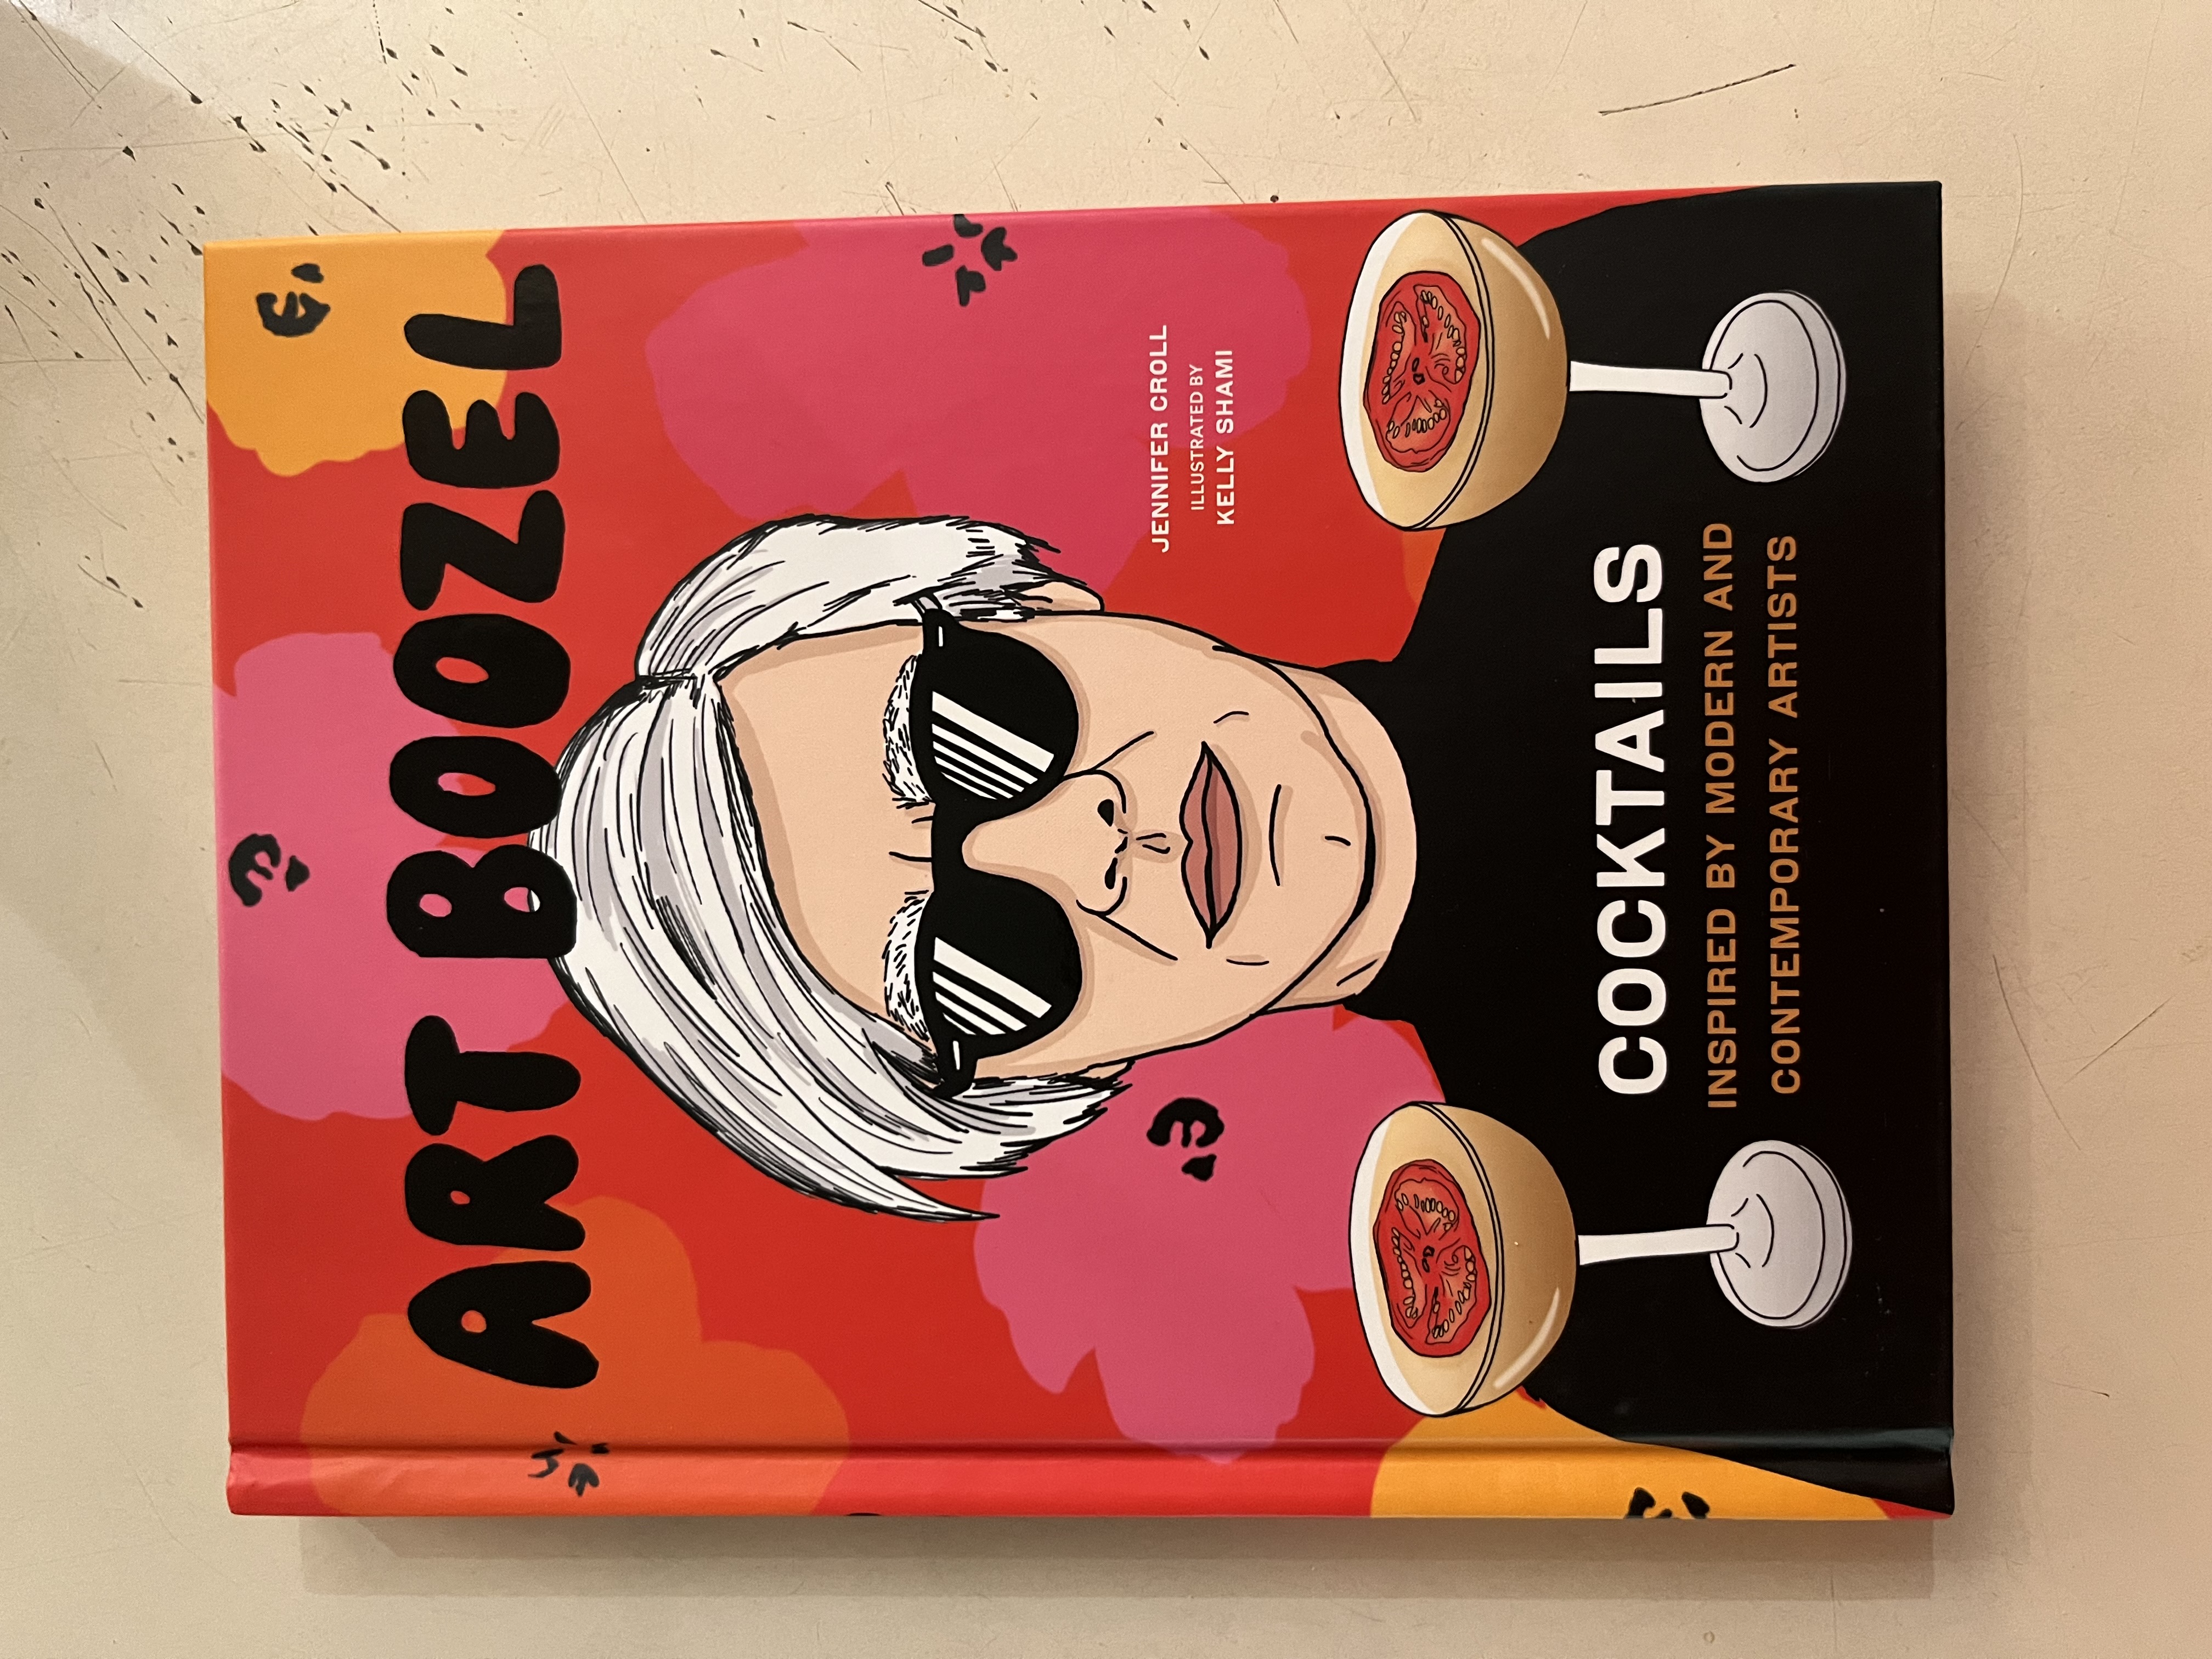 ART BOOZEL
JENNIFER CROLL
ILLUSTRATED BY
KELLY SHAMI
COCKTAILS
INSPIRED BY MODERN AND
CONTEMPORARY ARTISTS